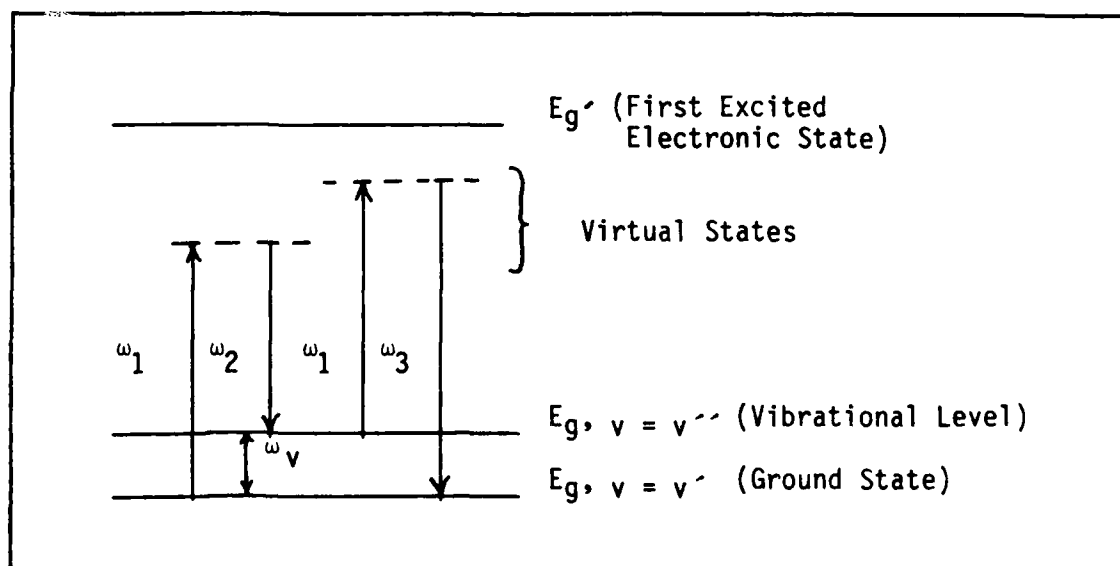 Eg′ (First Excited
Electronic State)
Virtual States
ω1 ω2 ω1 ω3
Eg, v = v′′ (Vibrational Level)
ωv
Eg, v = v′ (Ground State)